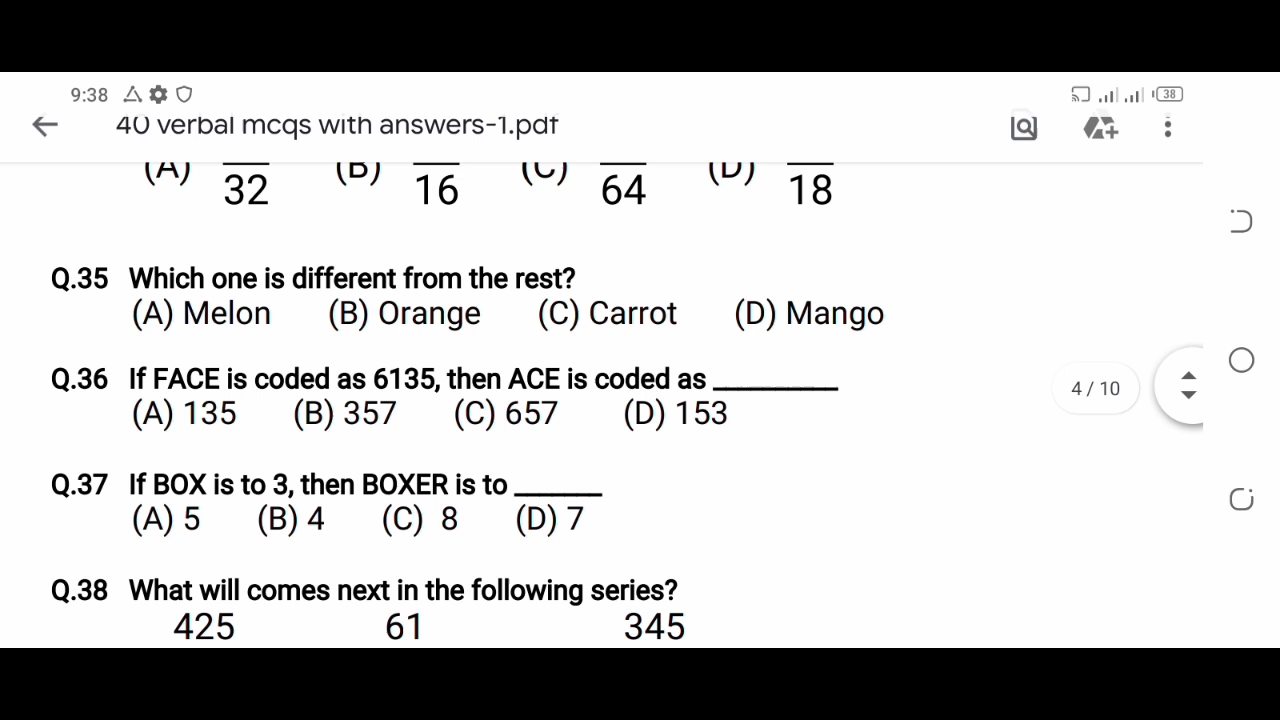 9:38 38
40 verbal mcqs with answers-1.pdf
(A) 32 (B) 16 (C) 64 (D) 18
Q.35 Which one is different from the rest?
(A) Melon (B) Orange (C) Carrot (D) Mango
Q.36 If FACE is coded as 6135, then ACE is coded as __________
(A) 135 (B) 357 (C) 657 (D) 153
4 / 10
Q.37 If BOX is to 3, then BOXER is to _______
(A) 5 (B) 4 (C) 8 (D) 7
Q.38 What will comes next in the following series?
425 61 345